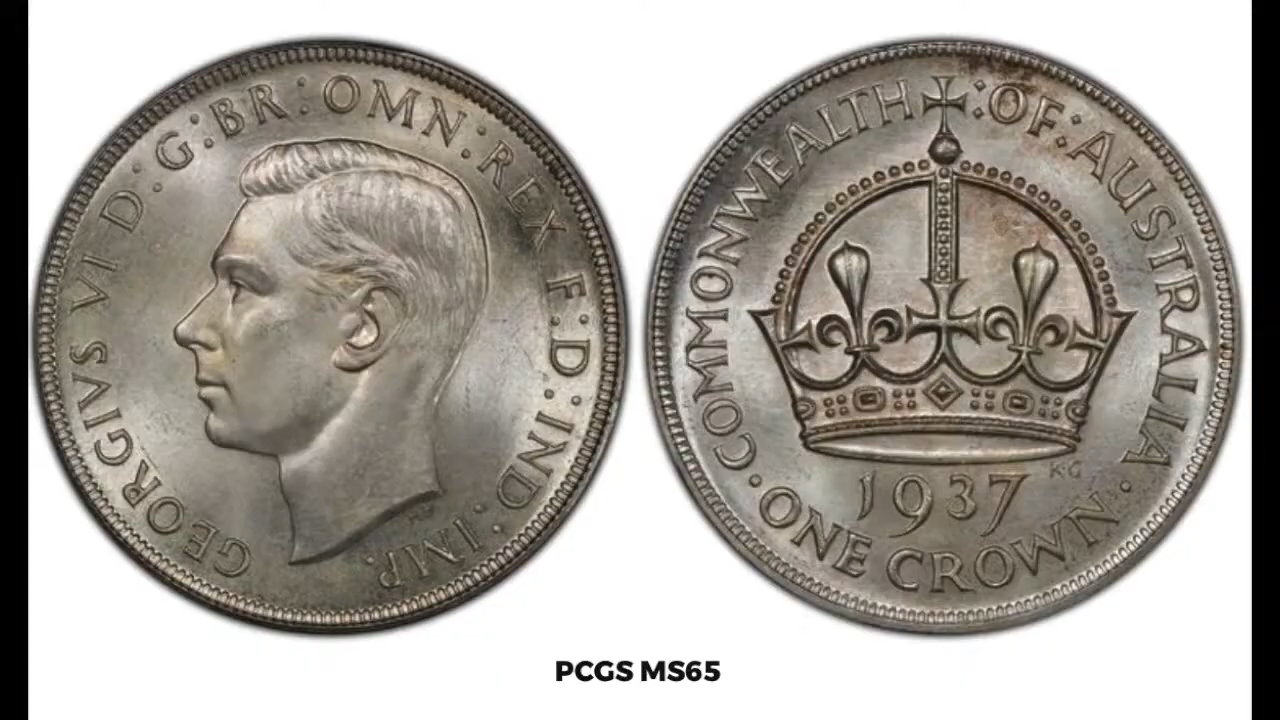 GEORGIVS VI D:G:BR:OMN:REX F:D:IND:IMP.
COMMONWEALTH OF AUSTRALIA
1937
KG
ONE CROWN
PCGS MS65